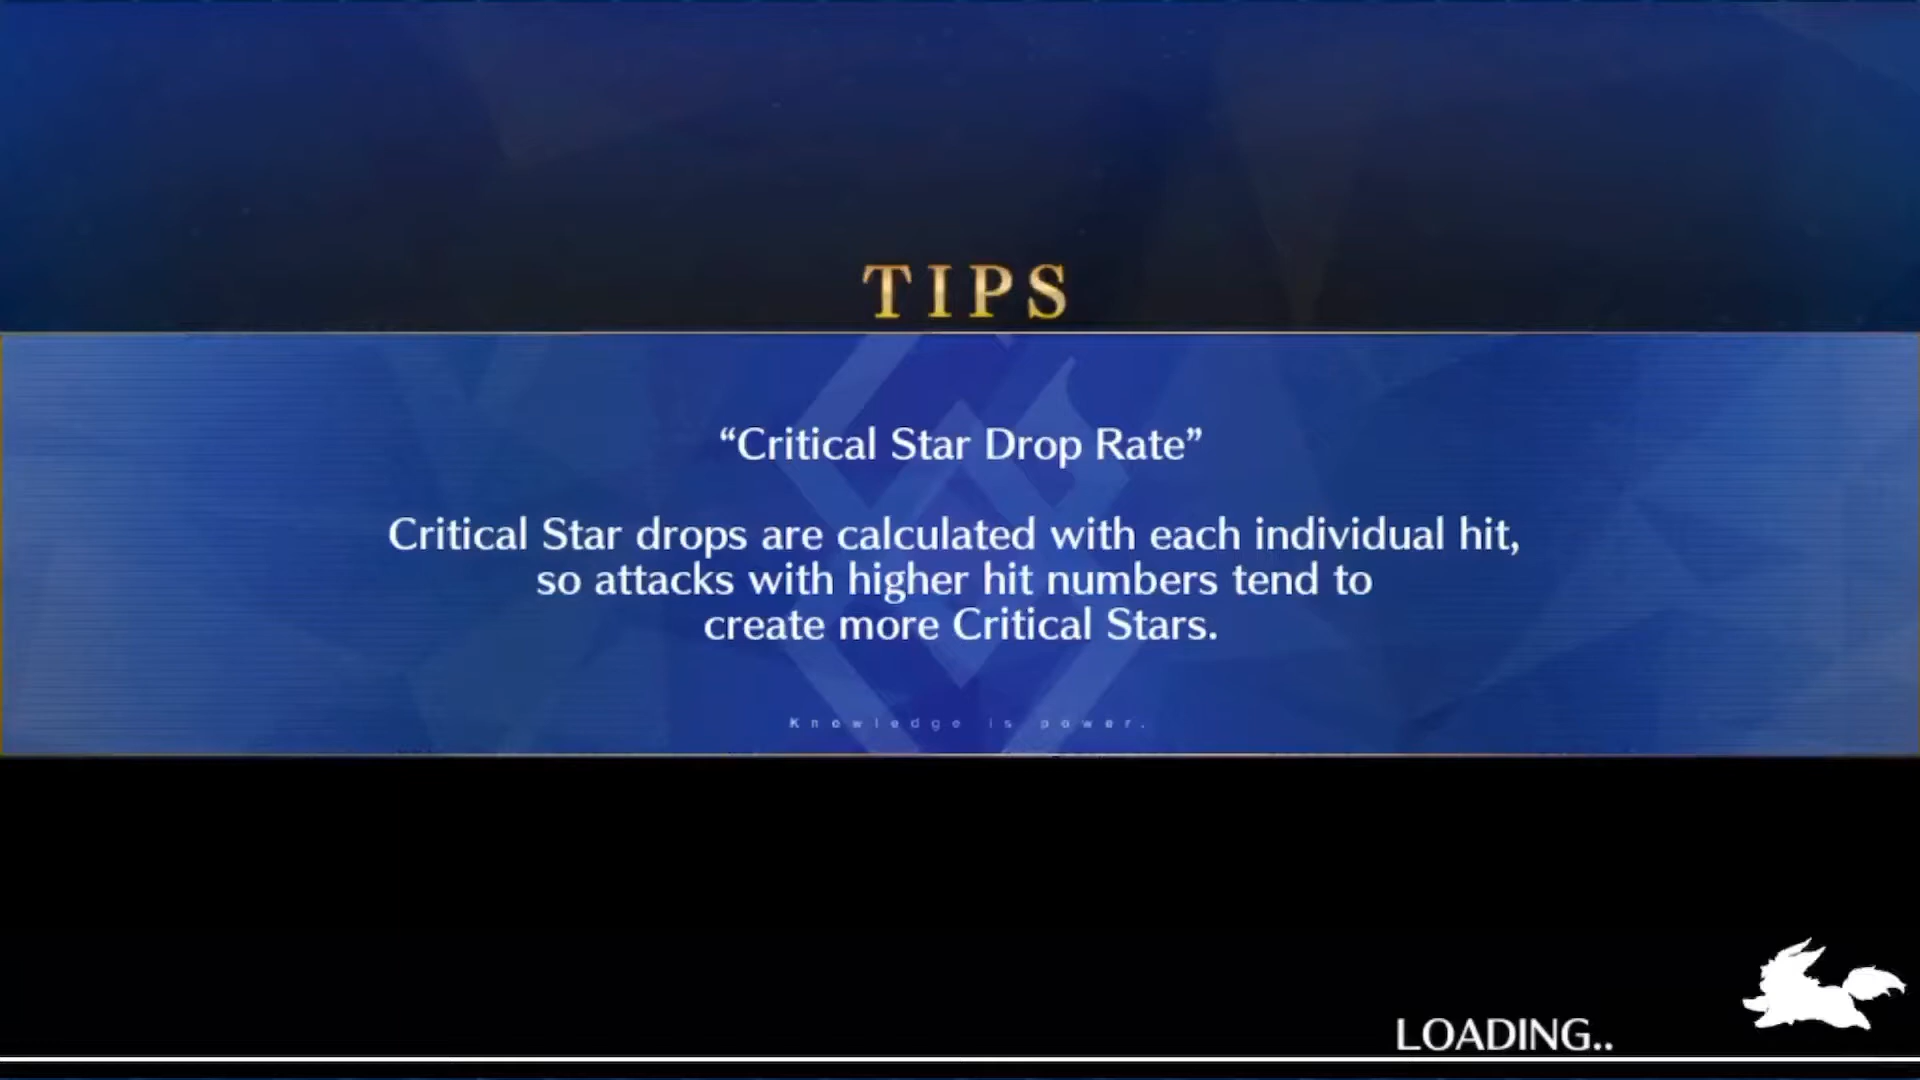 TIPS
“Critical Star Drop Rate”
Critical Star drops are calculated with each individual hit,
so attacks with higher hit numbers tend to
create more Critical Stars.
Knowledge is power.
LOADING..